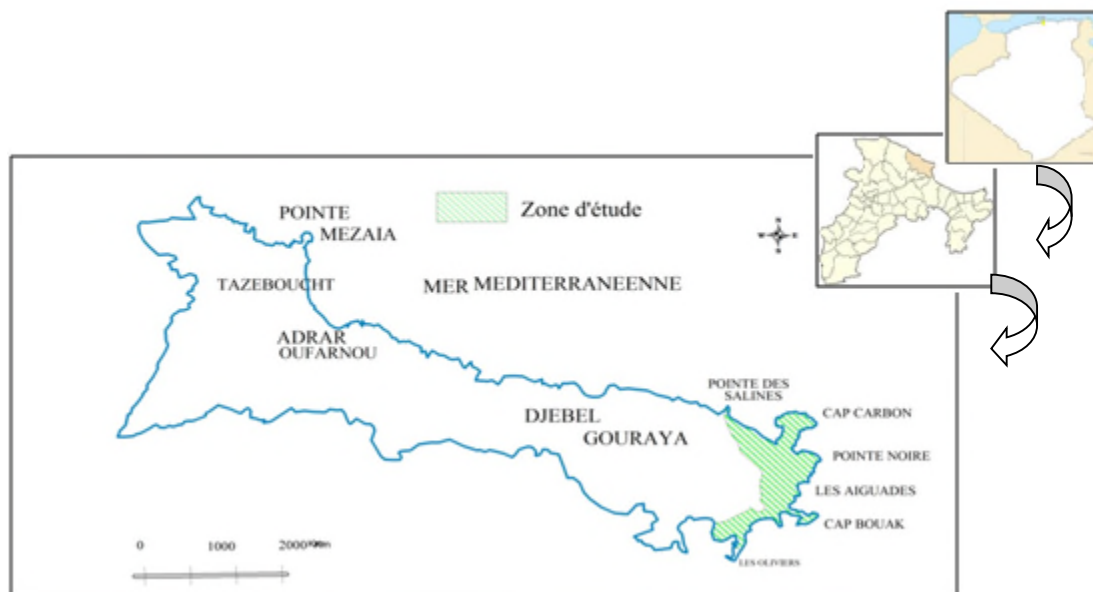 POINTE
MEZAIA
Zone d'étude
TAZEBOUCHT
MER MEDITERRANEENNE
ADRAR
OUFARNOU
POINTE DES
SALINES
CAP CARBON
DJEBEL
GOURAYA
POINTE NOIRE
LES AIGUADES
CAP BOUAK
LES OLIVIERS
0 1000 2000